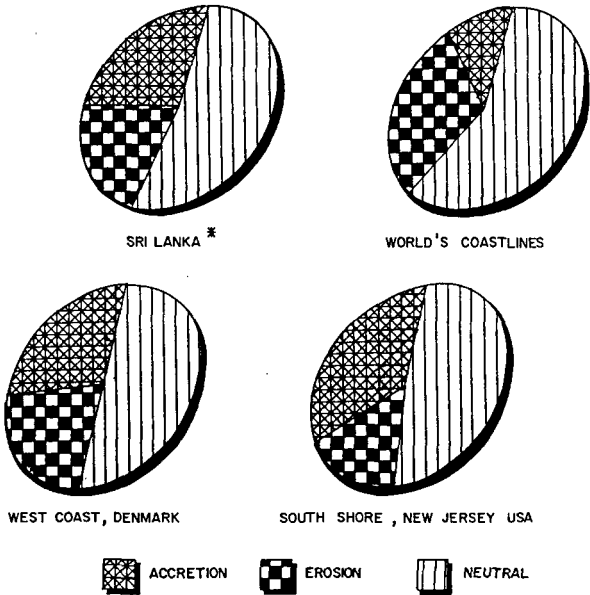 SRI LANKA *
WORLD'S COASTLINES
WEST COAST, DENMARK
SOUTH SHORE , NEW JERSEY USA
ACCRETION
EROSION
NEUTRAL